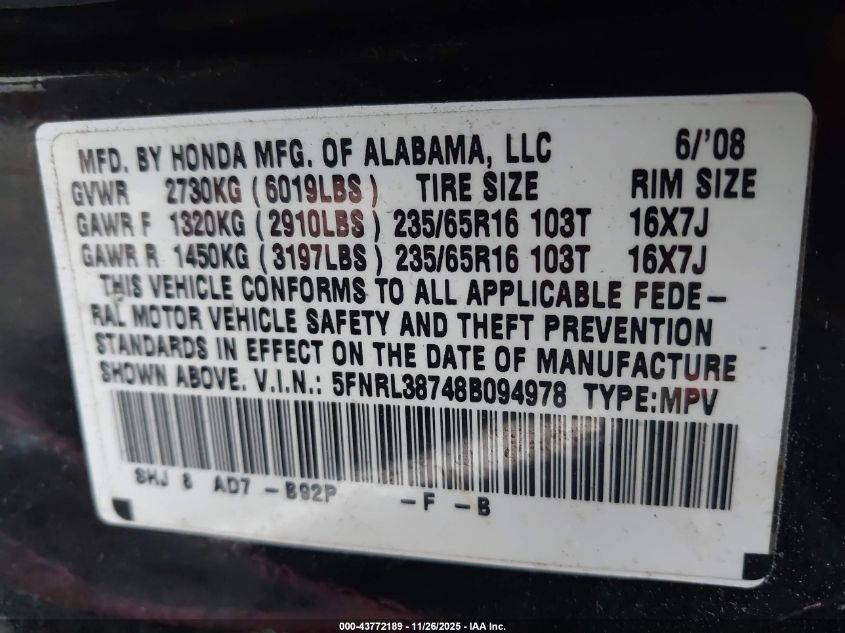 MFD. BY HONDA MFG. OF ALABAMA, LLC 6/'08
GVWR 2730KG (6019LBS) TIRE SIZE RIM SIZE
GAWR F 1320KG (2910LBS) 235/65R16 103T 16X7J
GAWR R 1450KG (3197LBS) 235/65R16 103T 16X7J
THIS VEHICLE CONFORMS TO ALL APPLICABLE FEDE-
RAL MOTOR VEHICLE SAFETY AND THEFT PREVENTION
STANDARDS IN EFFECT ON THE DATE OF MANUFACTURE
SHOWN ABOVE. V.I.N.: 5FNRL38748B094978 TYPE:MPV
SHJ 8 AD7 -B92P -F -B
000-43772189 - 11/26/2025 - IAA Inc.